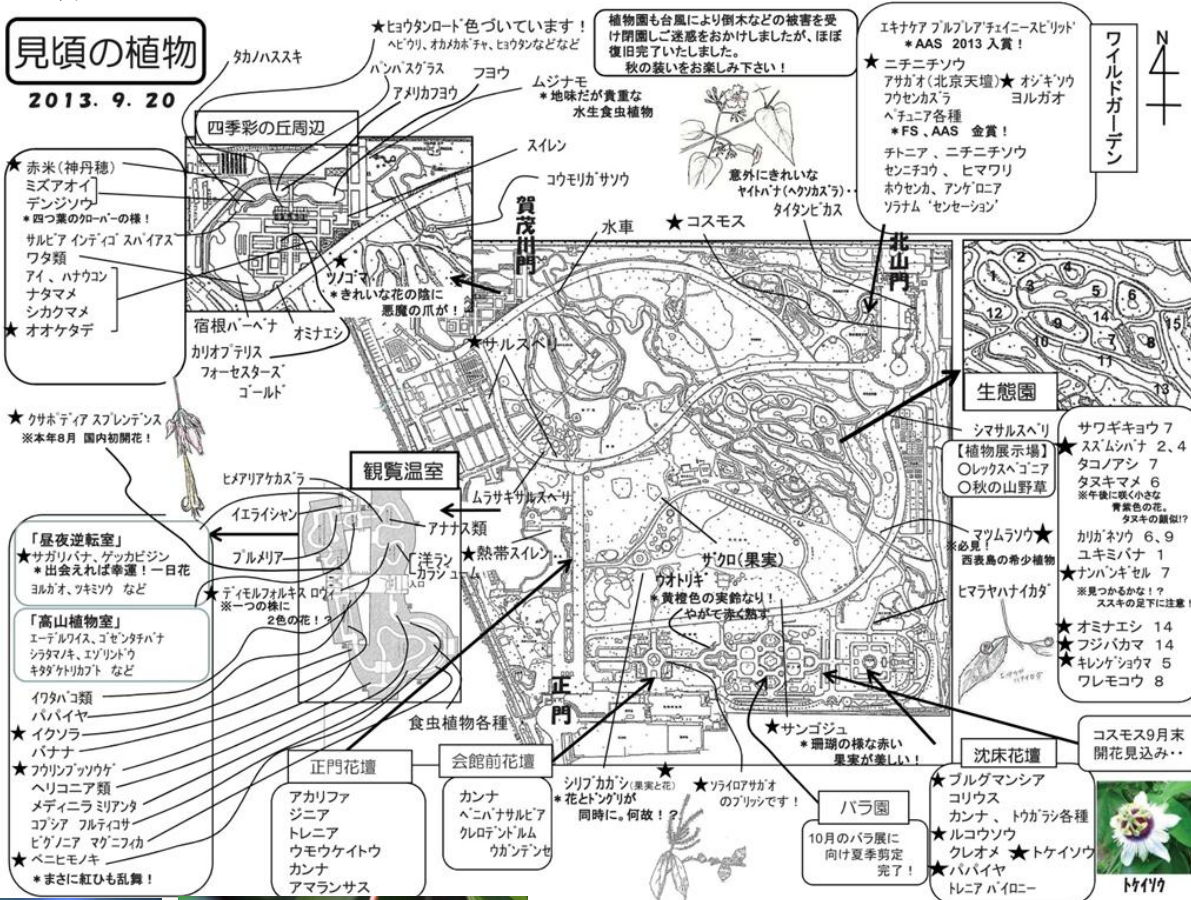 見頃の植物
2013. 9. 20
タカノハススキ
★ヒョウタンロード色づいています！
ヘビウリ、オカメカボチャ、ヒョウタンなどなど
パンパスグラス
アメリカフヨウ
フヨウ
ムジナモ
＊地味だが貴重な
水生食虫植物
スイレン
コウモリガサソウ
植物園も台風により倒木などの被害を受
け閉園しご迷惑をおかけしましたが、ほぼ
復旧完了いたしました。
秋の装いをお楽しみ下さい！
意外にきれいな
ヤイトバナ(ヘクソカズラ)‥
タイタンビカス
エキナケア プルプレア'チェイニースピリット'
＊AAS 2013 入賞！
★ニチニチソウ
アサガオ(北京天壇)★オジギソウ
フウセンカズラ ヨルガオ
ペチュニア各種
＊FS、AAS 金賞！
チトニア、ニチニチソウ
センニチコウ、ヒマワリ
ホウセンカ、アンゲロニア
ソラナム 'センセーション'
ワイルドガーデン
N
四季彩の丘周辺
★赤米(神丹穂)
ミズアオイ
デンジソウ
＊四つ葉のクローバーの様！
サルビア インディゴ スパイアス
ワタ類
アイ、ハナウコン
ナタマメ
シカクマメ
★オオケタデ
宿根バーベナ
オミナエシ
カリオプテリス
フォーセスターズ
ゴールド
★
ツノゴマ
＊きれいな花の陰に
悪魔の爪が！
賀茂川門
水車
★コスモス
北山門
★サルスベリ
1
2
3
4
5
6
7
8
9
10
11
12
13
14
15
生態園
シマサルスベリ
【植物展示場】
〇レックスベゴニア
〇秋の山野草
マツムラソウ★
※必見！
西表島の希少植物
ヒマラヤハナイカダ
サワギキョウ 7
★スズムシバナ 2、4
タコノアシ 7
タヌキマメ 6
※午後に咲く小さな
青紫色の花。
タヌキの顔似!?
カリガネソウ 6、9
ユキミバナ 1
★ナンバンギセル 7
※見つかるかな！？
ススキの足下に注意！
★オミナエシ 14
★フジバカマ 14
★キレンゲショウマ 5
ワレモコウ 8
★クサボディア スプレンデンス
※本年8月 国内初開花！
観覧温室
ヒメアリアケカズラ
イエライシャン
プルメリア
★ディモルフォルキス ロウィ
※一つの株に
2色の花！？
ムラサキサルスベリ
アナナス類
洋ラン
カランコエーム
入口
★熱帯スイレン‥
ザクロ(果実)
ウオトリギ
＊黄橙色の実鈴なり！
やがて赤く熟す
「昼夜逆転室」
★サガリバナ、ゲッカビジン
＊出会えれば幸運！一日花
ヨルガオ、ツキミソウ など
「高山植物室」
エーデルワイス、ゴゼンタチバナ
シラタマノキ、エゾリンドウ
キタダケトリカブト など
イワタバコ類
パパイヤ
★イクソラ
バナナ
★フウリンブッソウゲ
ヘリコニア類
メディニラ ミリアンタ
コプシア フルティコサ
ビグノニア マグニフィカ
★ベニヒモノキ
＊まさに紅ひも乱舞！
食虫植物各種
正門
正門花壇
アカリファ
ジニア
トレニア
ウモウケイトウ
カンナ
アマランサス
会館前花壇
カンナ
ベニバナサルビア
クレロデンドルム
ウガンデンセ
シリブカガシ(果実と花)
＊花とドングリが
同時に。何故！？
★
★ソライロアサガオ
のブリッジです！
★サンゴジュ
＊珊瑚の様な赤い
果実が美しい！
バラ園
10月のバラ展に
向け夏季剪定
完了！
沈床花壇
★ブルグマンシア
コリウス
カンナ、トウガラシ各種
★ルコウソウ
クレオメ★トケイソウ
★パパイヤ
トレニア バイロニー
コスモス9月末
開花見込み‥
トケイソウ